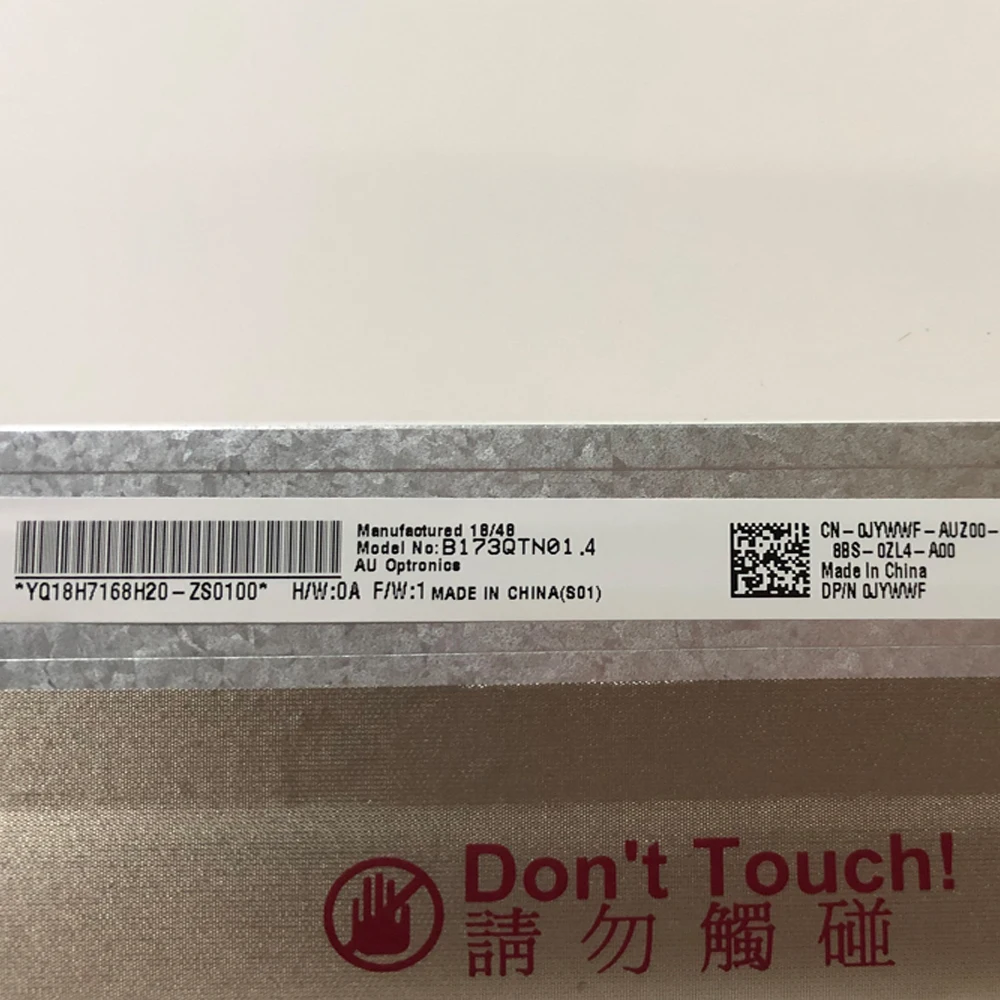 Manufactured 18/48
Model No:B173QTN01.4
AU Optronics
*YQ18H7168H20-ZS0100* H/W:0A F/W:1 MADE IN CHINA(S01)
CN-0JYWWF-AUZ00-
8BS-0ZL4-A00
Made In China
DP/N 0JYWWF
Don't Touch!
請勿觸碰